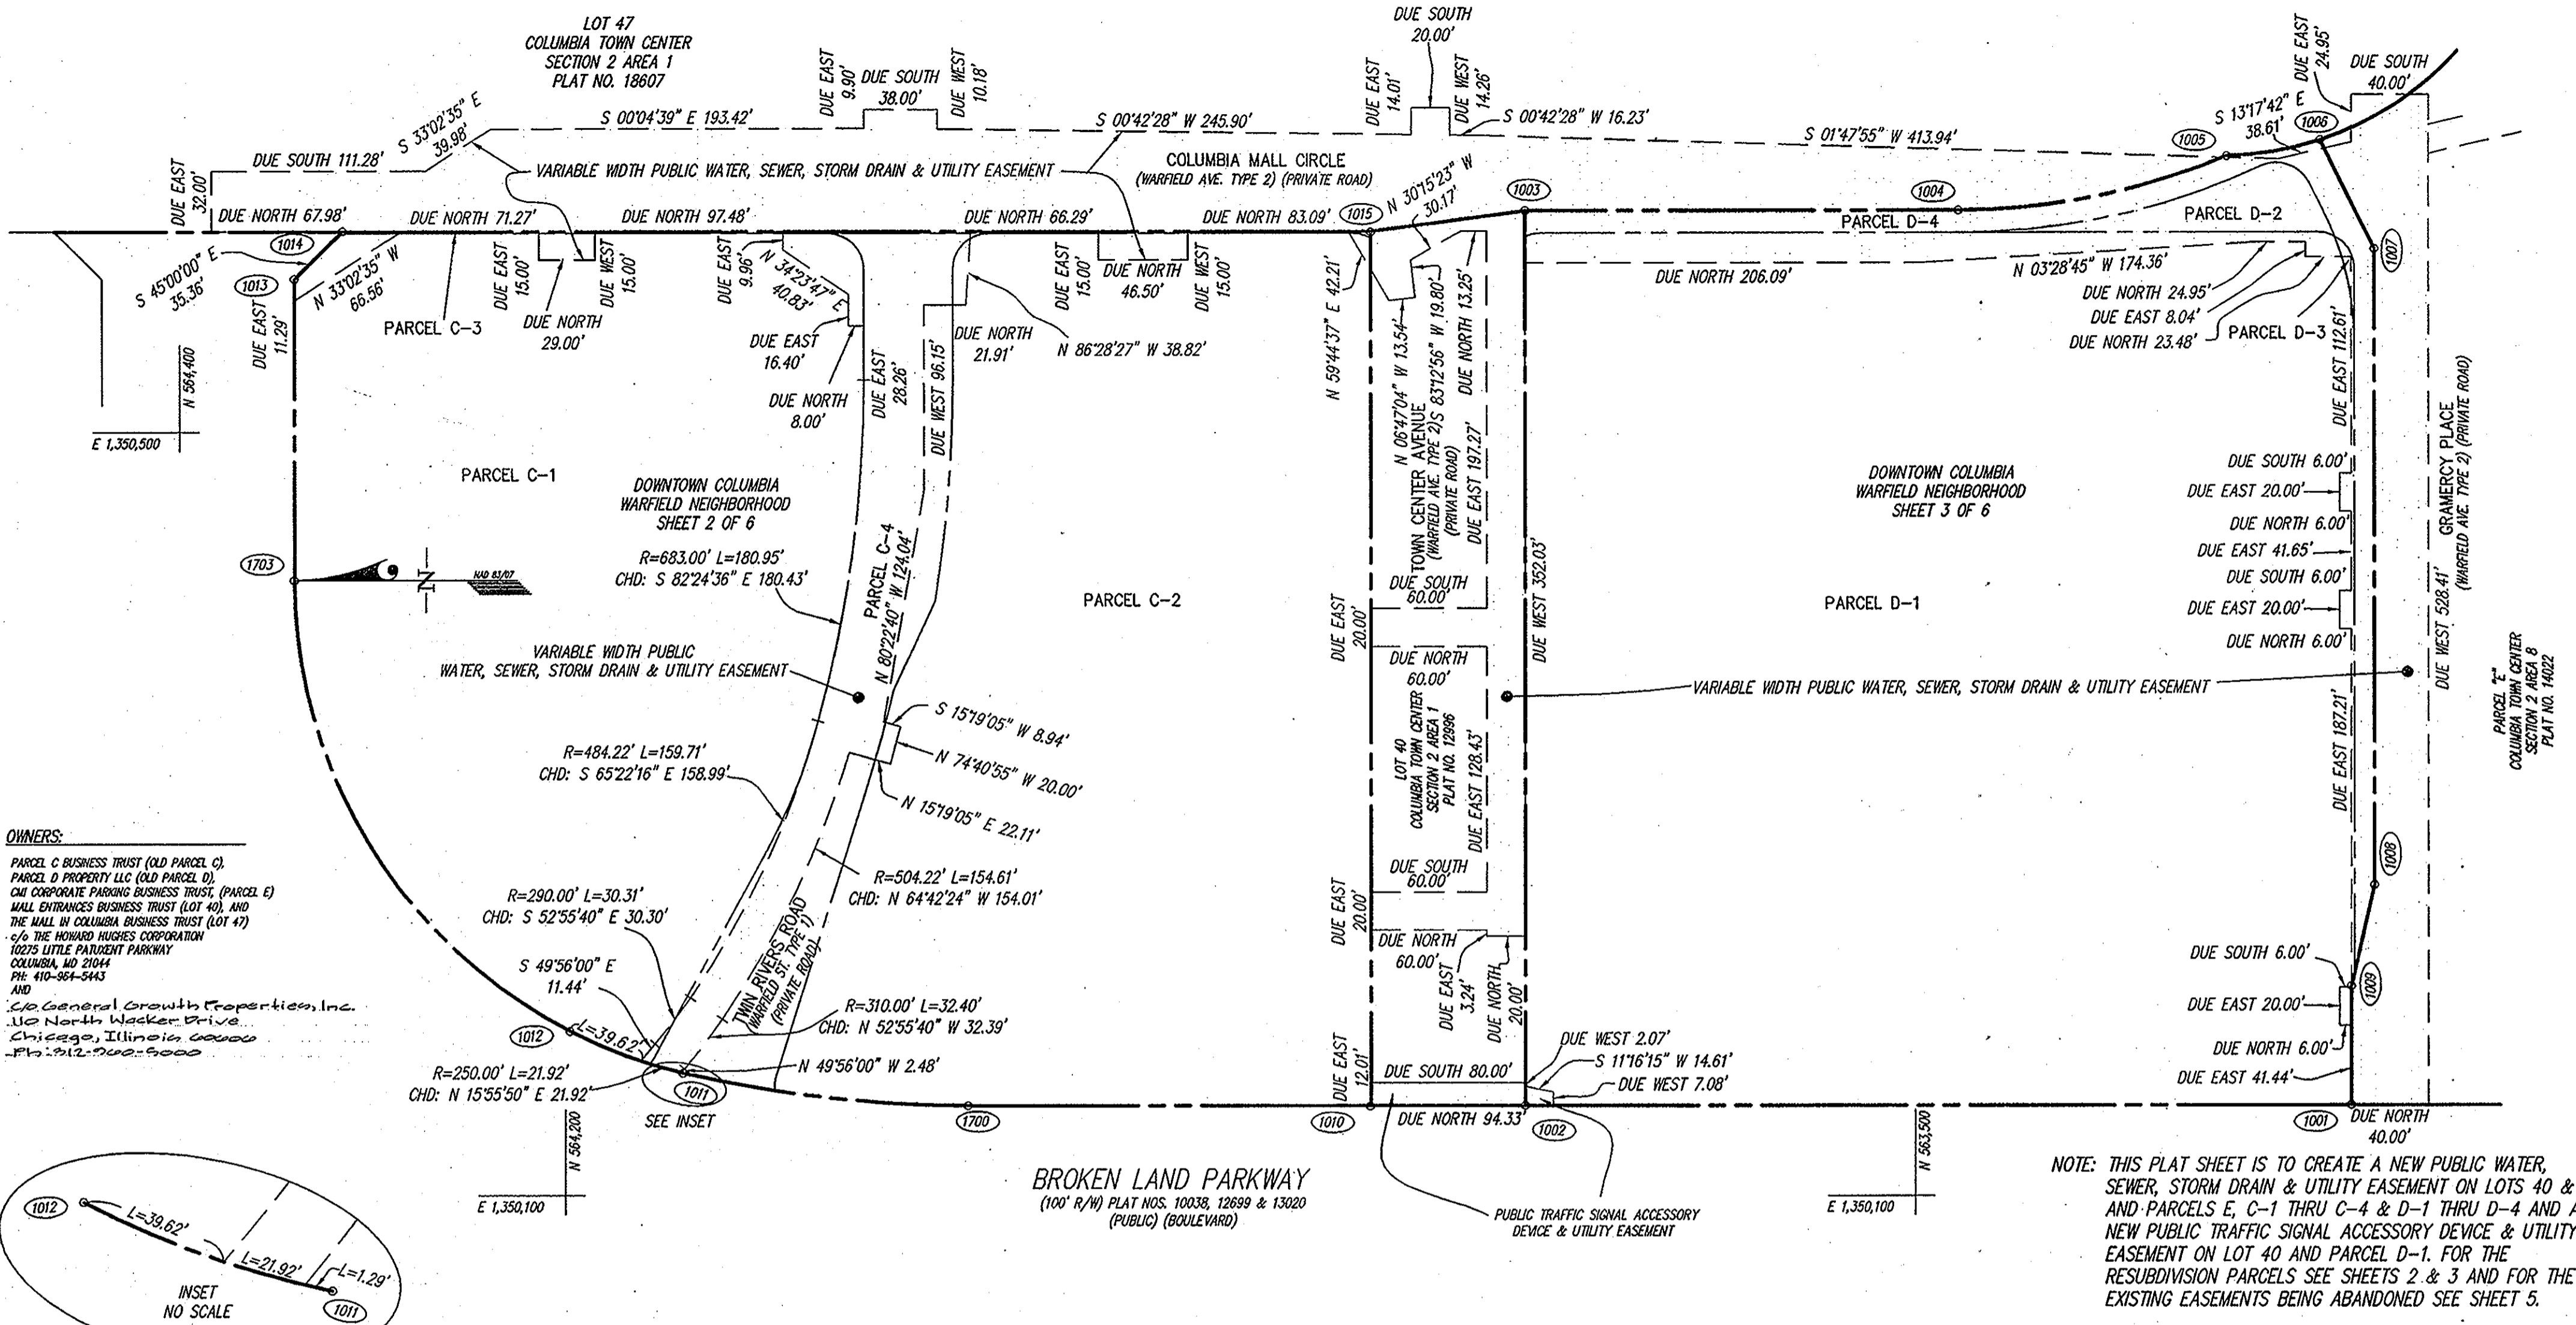 LOT 47
COLUMBIA TOWN CENTER
SECTION 2 AREA 1
PLAT NO. 18607
DUE EAST
9.90'
DUE SOUTH
38.00'
DUE WEST
10.18'
DUE SOUTH
20.00'
DUE EAST
14.01'
DUE WEST
14.26'
DUE EAST
24.95'
DUE SOUTH
40.00'
S 33°02'35" E
39.98'
S 00°04'39" E 193.42'
S 00°42'28" W 245.90'
S 00°42'28" W 16.23'
S 01°47'55" W 413.94'
S 13°17'42" E
38.61'
1006
1005
DUE EAST
32.00'
DUE SOUTH 111.28'
VARIABLE WIDTH PUBLIC WATER, SEWER, STORM DRAIN & UTILITY EASEMENT
COLUMBIA MALL CIRCLE
(WARFIELD AVE. TYPE 2) (PRIVATE ROAD)
N 30°15'23" W
30.17'
1003
1004
DUE NORTH 67.98'
DUE NORTH 71.27'
DUE NORTH 97.48'
DUE NORTH 66.29'
DUE NORTH 83.09'
1015
PARCEL D-4
PARCEL D-2
1007
1014
S 45°00'00" E
35.36'
1013
N 33°02'35" W
66.56'
DUE EAST
11.29'
PARCEL C-3
DUE EAST
15.00'
DUE NORTH
29.00'
DUE WEST
15.00'
DUE EAST
9.96'
N 34°23'47" E
40.83'
DUE EAST
16.40'
DUE NORTH
8.00'
DUE EAST
28.26'
DUE WEST 96.15'
DUE NORTH
21.91'
N 86°28'27" W 38.82'
DUE EAST
15.00'
DUE NORTH
46.50'
DUE WEST
15.00'
N 59°44'37" E 42.21'
N 06°47'04" W 13.54'
S 83°12'56" W 19.80'
DUE NORTH 13.25'
DUE NORTH 206.09'
N 03°28'45" W 174.36'
DUE NORTH 24.95'
DUE EAST 8.04'
DUE NORTH 23.48'
PARCEL D-3
DUE EAST 112.61'
N 564,400
E 1,350,500
PARCEL C-1
DOWNTOWN COLUMBIA
WARFIELD NEIGHBORHOOD
SHEET 2 OF 6
R=683.00' L=180.95'
CHD: S 82°24'36" E 180.43'
PARCEL C-4
N 80°22'40" W 124.04'
PARCEL C-2
TOWN CENTER AVENUE
(WARFIELD AVE. TYPE 2)
(PRIVATE ROAD)
DUE EAST 197.27'
DUE SOUTH
60.00'
DUE WEST 352.03'
DOWNTOWN COLUMBIA
WARFIELD NEIGHBORHOOD
SHEET 3 OF 6
PARCEL D-1
DUE SOUTH 6.00'
DUE EAST 20.00'
DUE NORTH 6.00'
DUE EAST 41.65'
DUE SOUTH 6.00'
DUE EAST 20.00'
DUE NORTH 6.00'
GRAMERCY PLACE
(WARFIELD AVE. TYPE 2) (PRIVATE ROAD)
DUE WEST 528.41'
PARCEL "E"
COLUMBIA TOWN CENTER
SECTION 2 AREA 8
PLAT NO. 14022
1703
N
NAD 83/07
VARIABLE WIDTH PUBLIC
WATER, SEWER, STORM DRAIN & UTILITY EASEMENT
DUE EAST
20.00'
DUE NORTH
60.00'
LOT 40
COLUMBIA TOWN CENTER
SECTION 2 AREA 1
PLAT NO. 12996
DUE EAST 128.43'
VARIABLE WIDTH PUBLIC WATER, SEWER, STORM DRAIN & UTILITY EASEMENT
DUE EAST 187.21'
S 15°19'05" W 8.94'
N 74°40'55" W 20.00'
N 15°19'05" E 22.11'
R=484.22' L=159.71'
CHD: S 65°22'16" E 158.99'
OWNERS:
PARCEL C BUSINESS TRUST (OLD PARCEL C),
PARCEL D PROPERTY LLC (OLD PARCEL D),
CMI CORPORATE PARKING BUSINESS TRUST, (PARCEL E)
MALL ENTRANCES BUSINESS TRUST (LOT 40), AND
THE MALL IN COLUMBIA BUSINESS TRUST (LOT 47)
c/o THE HOWARD HUGHES CORPORATION
10275 LITTLE PATUXENT PARKWAY
COLUMBIA, MD 21044
PH: 410-964-5443
AND
c/o General Growth Properties, Inc.
110 North Wacker Drive
Chicago, Illinois
R=290.00' L=30.31'
CHD: S 52°55'40" E 30.30'
R=504.22' L=154.61'
CHD: N 64°42'24" W 154.01'
DUE SOUTH
60.00'
DUE EAST
20.00'
DUE NORTH
60.00'
DUE EAST
3.24'
DUE NORTH
20.00'
1008
S 49°56'00" E
11.44'
TWIN RIVERS ROAD
(WARFIELD ST. TYPE 1)
(PRIVATE ROAD)
R=310.00' L=32.40'
CHD: N 52°55'40" W 32.39'
DUE SOUTH 6.00'
DUE EAST 20.00'
DUE NORTH 6.00'
DUE EAST 41.44'
1009
1012
L=39.62'
R=250.00' L=21.92'
CHD: N 15°55'50" E 21.92'
N 49°56'00" W 2.48'
1011
SEE INSET
DUE EAST
12.01'
DUE SOUTH 80.00'
DUE WEST 2.07'
S 11°16'15" W 14.61'
DUE WEST 7.08'
1700
1010
DUE NORTH 94.33'
1002
1001
DUE NORTH
40.00'
N 564,200
E 1,350,100
N 563,500
E 1,350,100
BROKEN LAND PARKWAY
(100' R/W) PLAT NOS. 10038, 12699 & 13020
(PUBLIC) (BOULEVARD)
PUBLIC TRAFFIC SIGNAL ACCESSORY
DEVICE & UTILITY EASEMENT
1012
L=39.62'
L=21.92'
L=1.29'
1011
INSET
NO SCALE
NOTE: THIS PLAT SHEET IS TO CREATE A NEW PUBLIC WATER,
SEWER, STORM DRAIN & UTILITY EASEMENT ON LOTS 40 &
AND PARCELS E, C-1 THRU C-4 & D-1 THRU D-4 AND A
NEW PUBLIC TRAFFIC SIGNAL ACCESSORY DEVICE & UTILITY
EASEMENT ON LOT 40 AND PARCEL D-1. FOR THE
RESUBDIVISION PARCELS SEE SHEETS 2 & 3 AND FOR THE
EXISTING EASEMENTS BEING ABANDONED SEE SHEET 5.